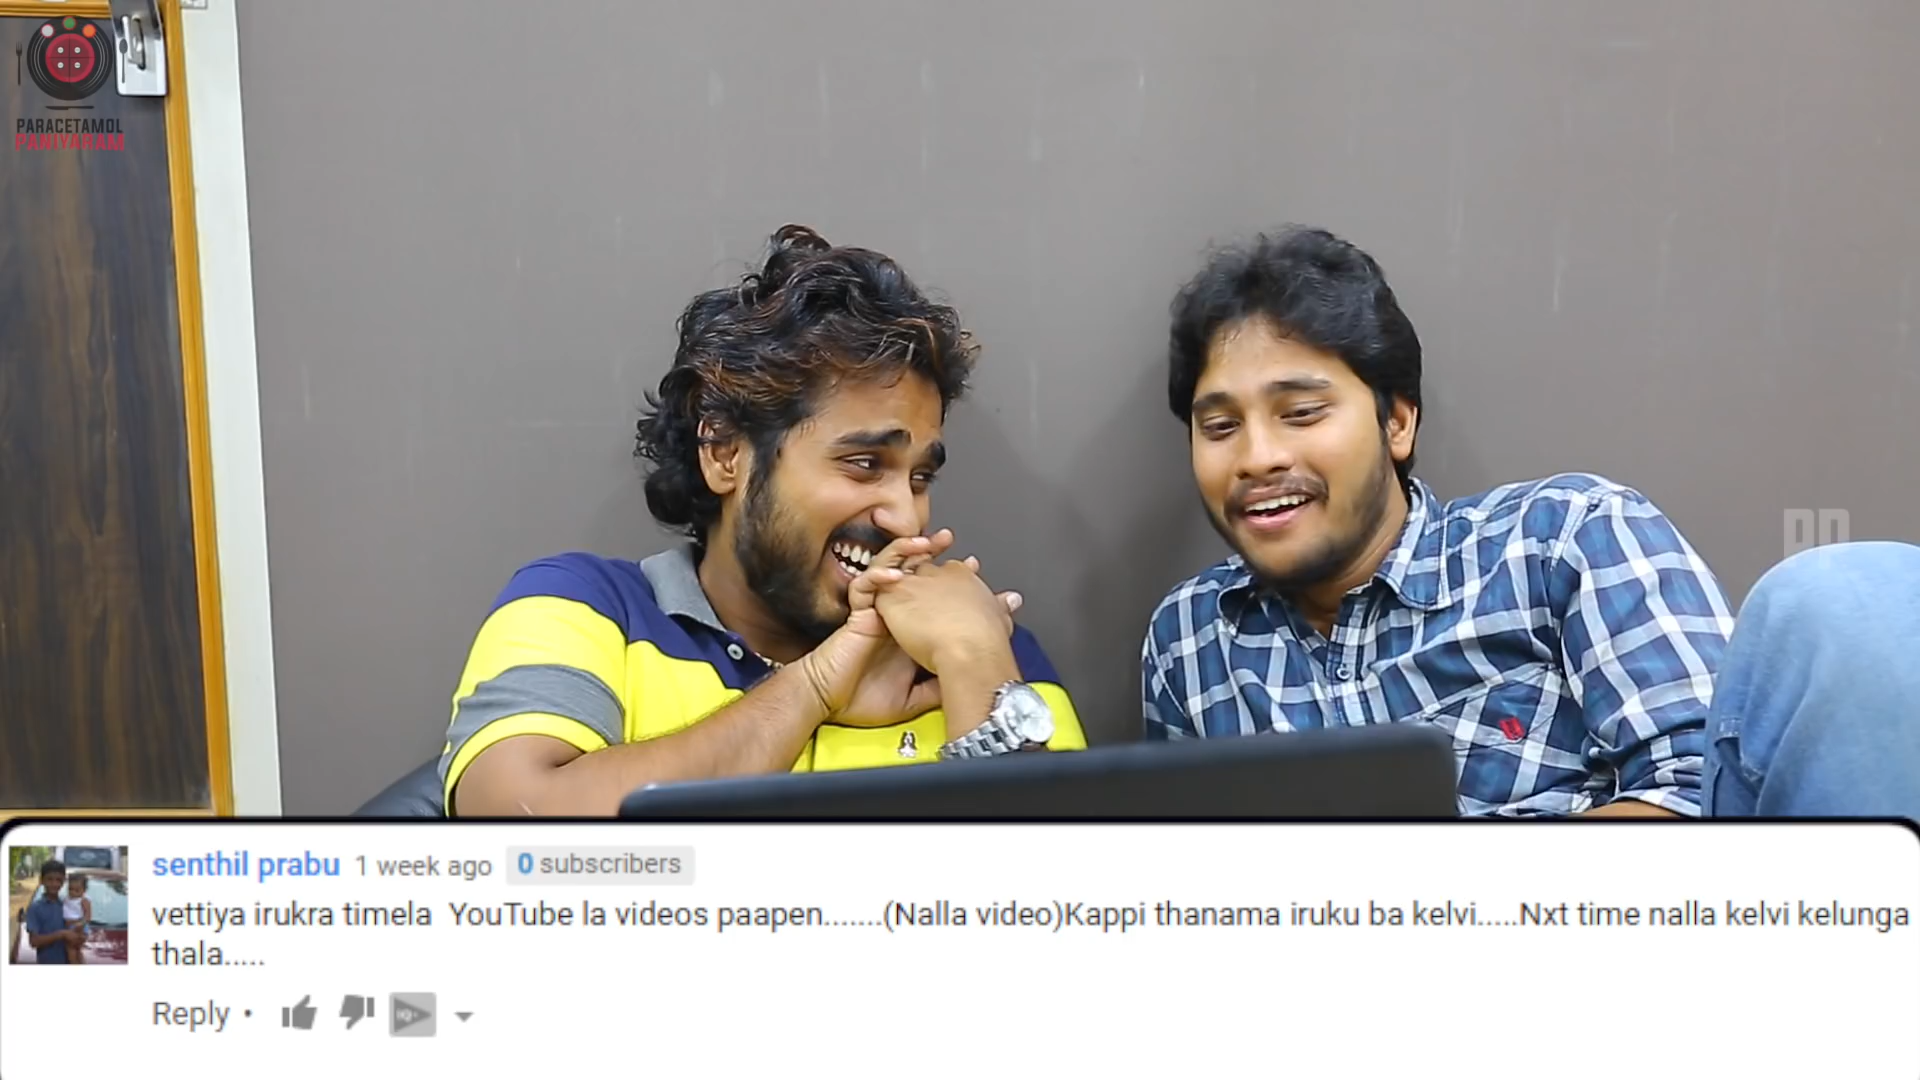 PARACETAMOL
PANIYARAM
senthil prabu 1 week ago 0 subscribers
vettiya irukra timela YouTube la videos paapen.......(Nalla video)Kappi thanama iruku ba kelvi.....Nxt time nalla kelvi kelunga
thala.....
Reply •